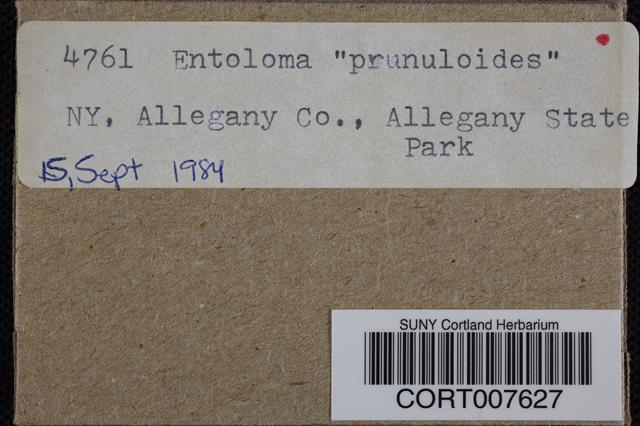 4761 Entoloma "prunuloides"
NY, Allegany Co., Allegany State
Park
15, Sept 1984
SUNY Cortland Herbarium
CORT007627